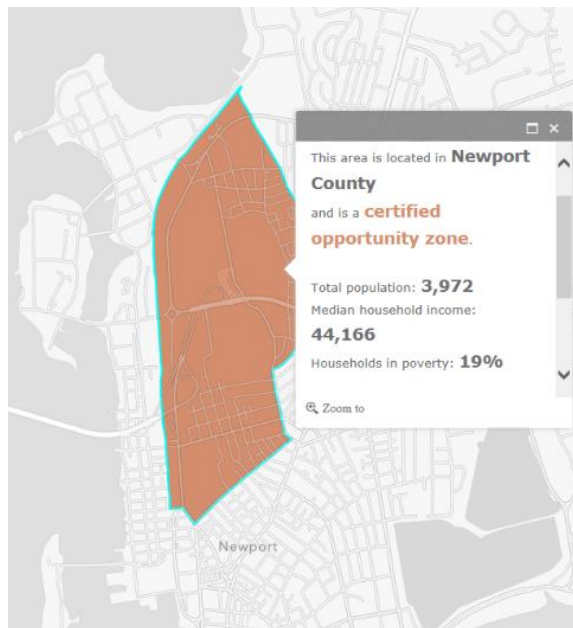 This area is located in Newport
County
and is a certified
opportunity zone.
Total population: 3,972
Median household income:
44,166
Households in poverty: 19%
Zoom to
Newport